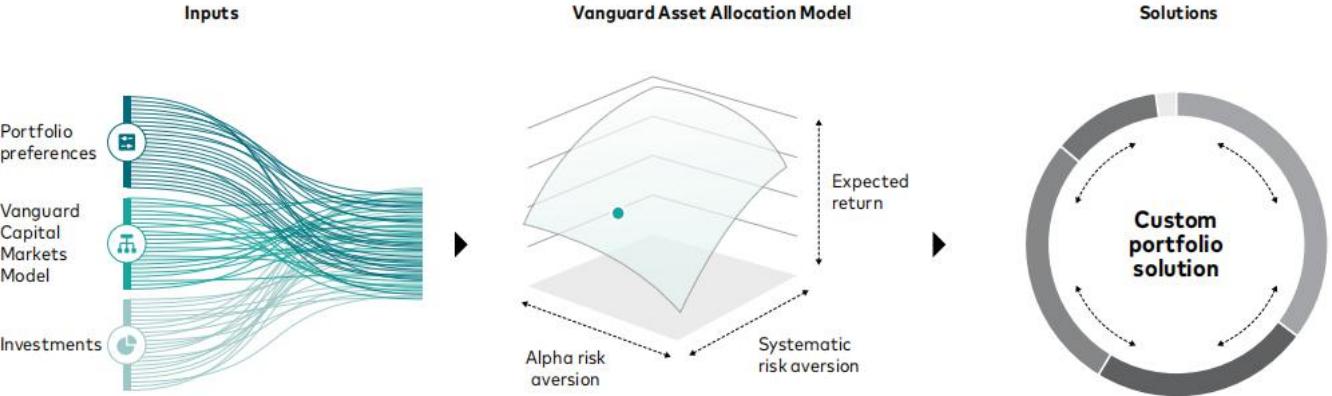 Inputs
Vanguard Asset Allocation Model
Solutions
Portfolio
preferences
Vanguard
Capital
Markets
Model
Investments
Expected
return
Alpha risk
aversion
Systematic
risk aversion
Custom
portfolio
solution